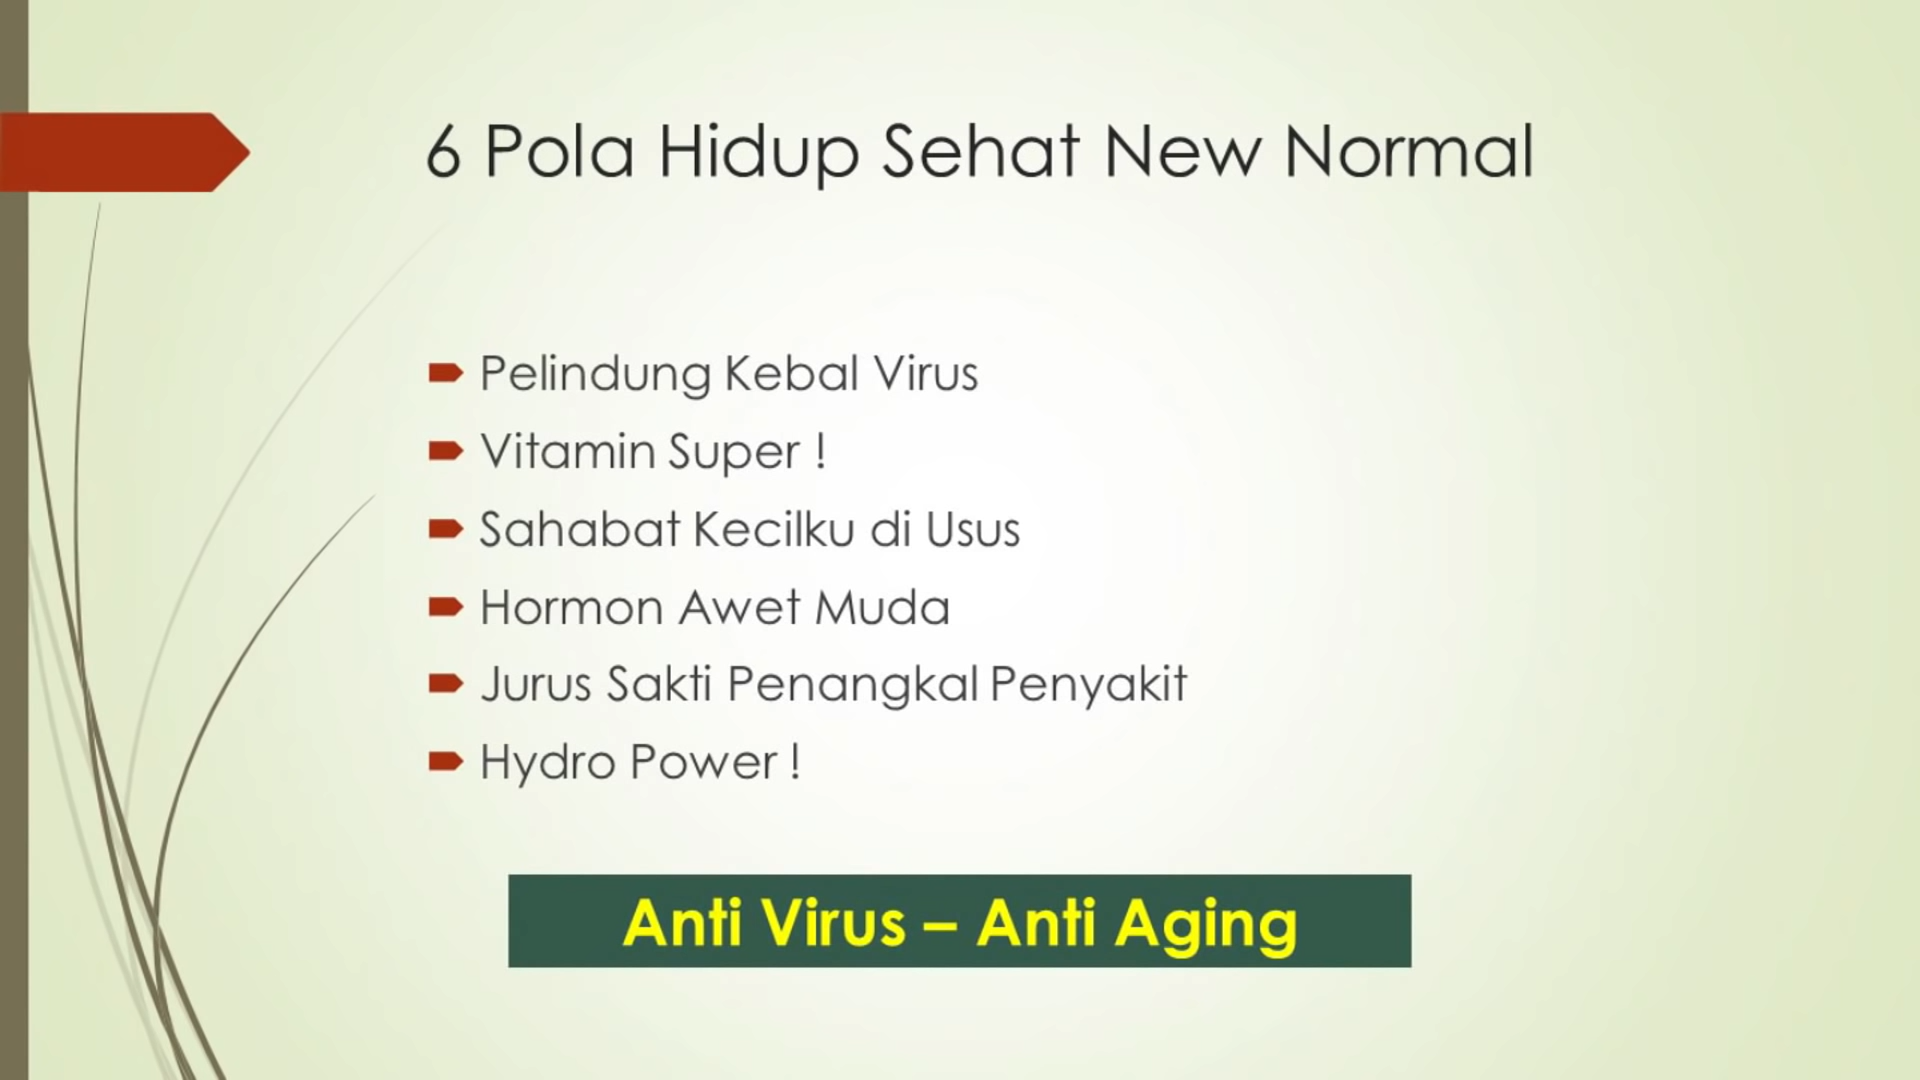 6 Pola Hidup Sehat New Normal
Pelindung Kebal Virus
Vitamin Super !
Sahabat Kecilku di Usus
Hormon Awet Muda
Jurus Sakti Penangkal Penyakit
Hydro Power !
Anti Virus – Anti Aging